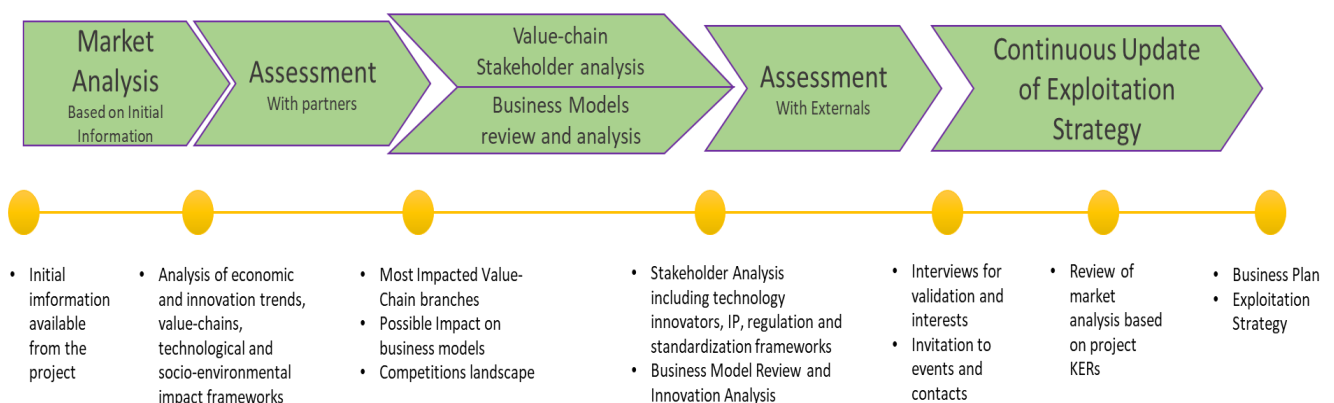 Market
Analysis
Based on Initial
Information
Assessment
With partners
Value-chain
Stakeholder analysis
Business Models
review and analysis
Assessment
With Externals
Continuous Update
of Exploitation
Strategy
• Initial
imformation
available
from the
project
• Analysis of economic
and innovation trends,
value-chains,
technological and
socio-environmental
impact frameworks
• Most Impacted Value-
Chain branches
• Possible Impact on
business models
• Competitions landscape
• Stakeholder Analysis
including technology
innovators, IP, regulation and
standardization frameworks
• Business Model Review and
Innovation Analysis
• Interviews for
validation and
interests
• Invitation to
events and
contacts
• Review of
market
analysis based
on project
KERs
• Business Plan
• Exploitation
Strategy